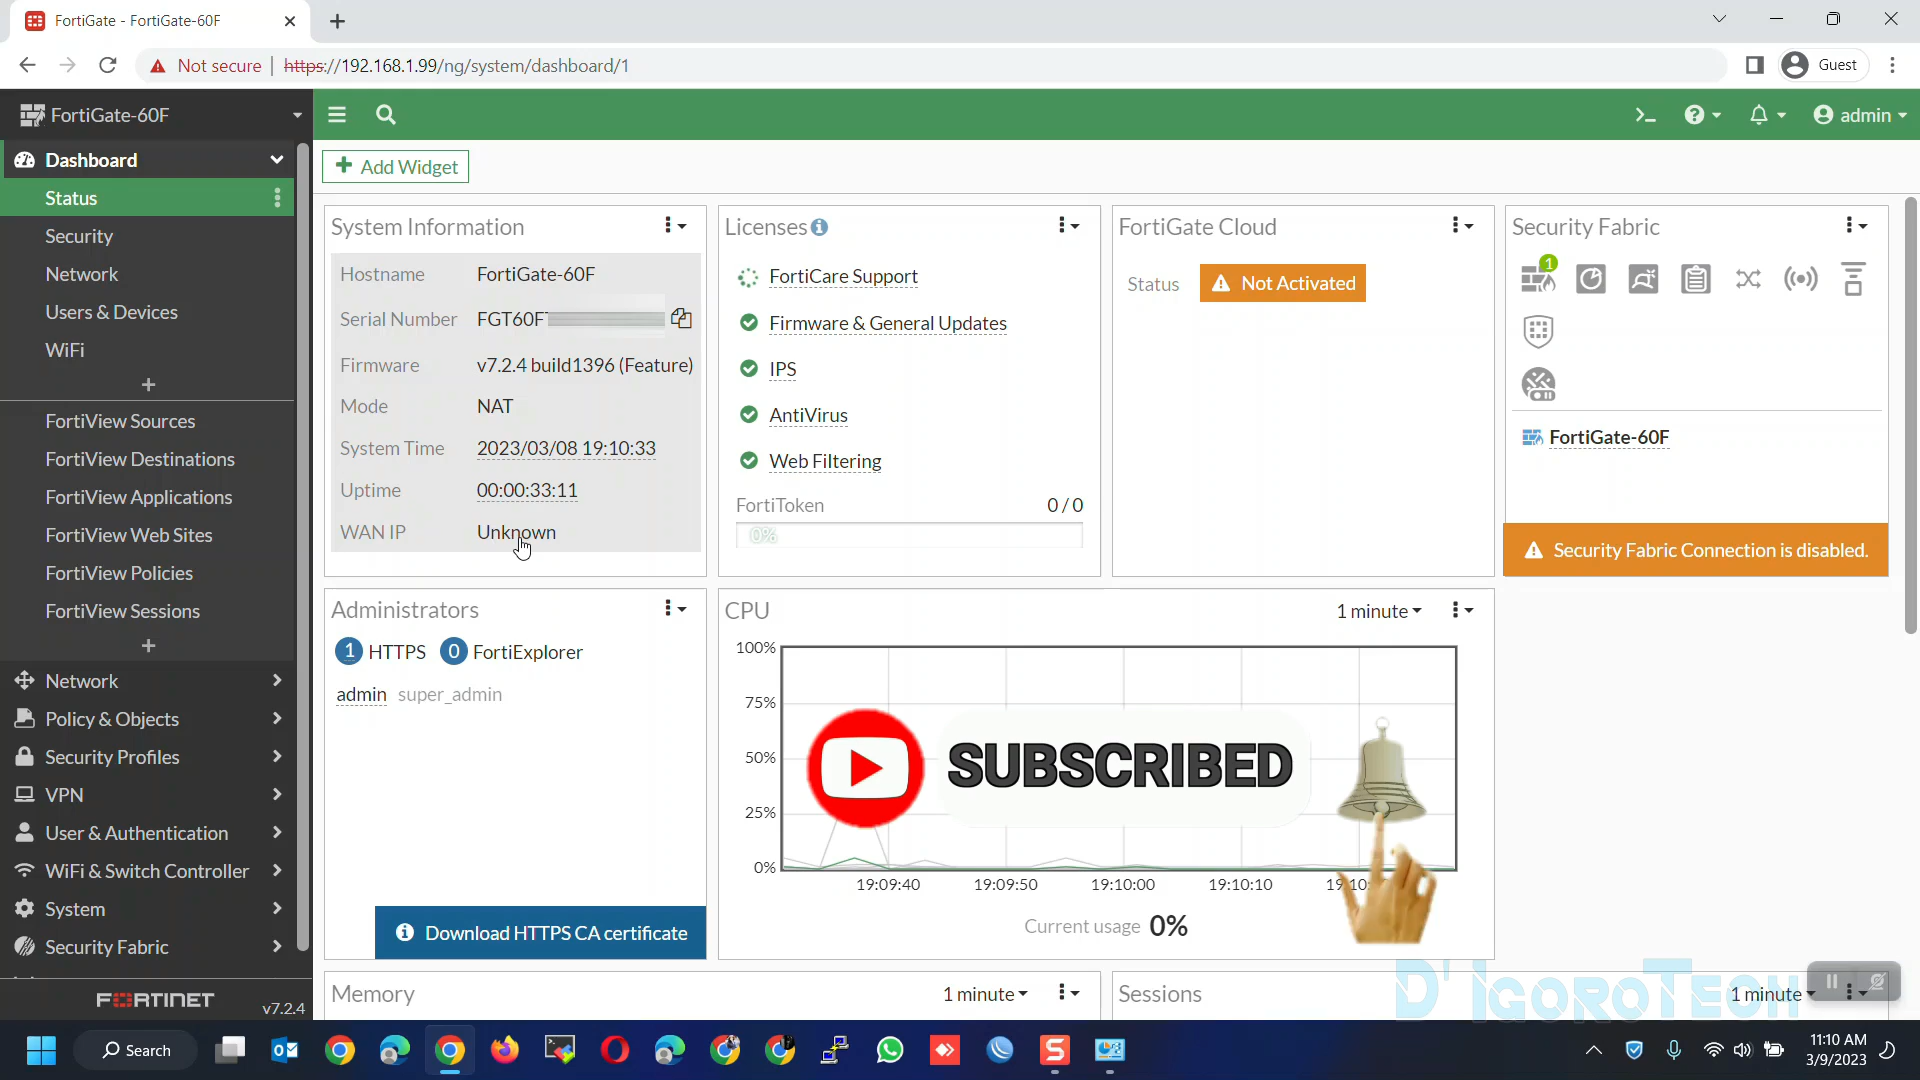 FortiGate - FortiGate-60F
Not secure | https://192.168.1.99/ng/system/dashboard/1
Guest
FortiGate-60F
admin
Dashboard
Status
Security
Network
Users & Devices
WiFi
+
FortiView Sources
FortiView Destinations
FortiView Applications
FortiView Web Sites
FortiView Policies
FortiView Sessions
+
Network
Policy & Objects
Security Profiles
VPN
User & Authentication
WiFi & Switch Controller
System
Security Fabric
FORTINET
v7.2.4
+ Add Widget
System Information
Hostname FortiGate-60F
Serial Number FGT60F
Firmware v7.2.4 build1396 (Feature)
Mode NAT
System Time 2023/03/08 19:10:33
Uptime 00:00:33:11
WAN IP Unknown
Licenses
FortiCare Support
Firmware & General Updates
IPS
AntiVirus
Web Filtering
FortiToken 0 / 0
0%
FortiGate Cloud
Status Not Activated
Security Fabric
1
FortiGate-60F
Security Fabric Connection is disabled.
Administrators
1 HTTPS 0 FortiExplorer
admin super_admin
Download HTTPS CA certificate
CPU
1 minute
100%
75%
50%
25%
0%
SUBSCRIBED
19:09:40 19:09:50 19:10:00 19:10:10 19:10:
Current usage 0%
Memory
1 minute
Sessions
1 minute
D'IGOROTECH
Search
11:10 AM
3/9/2023